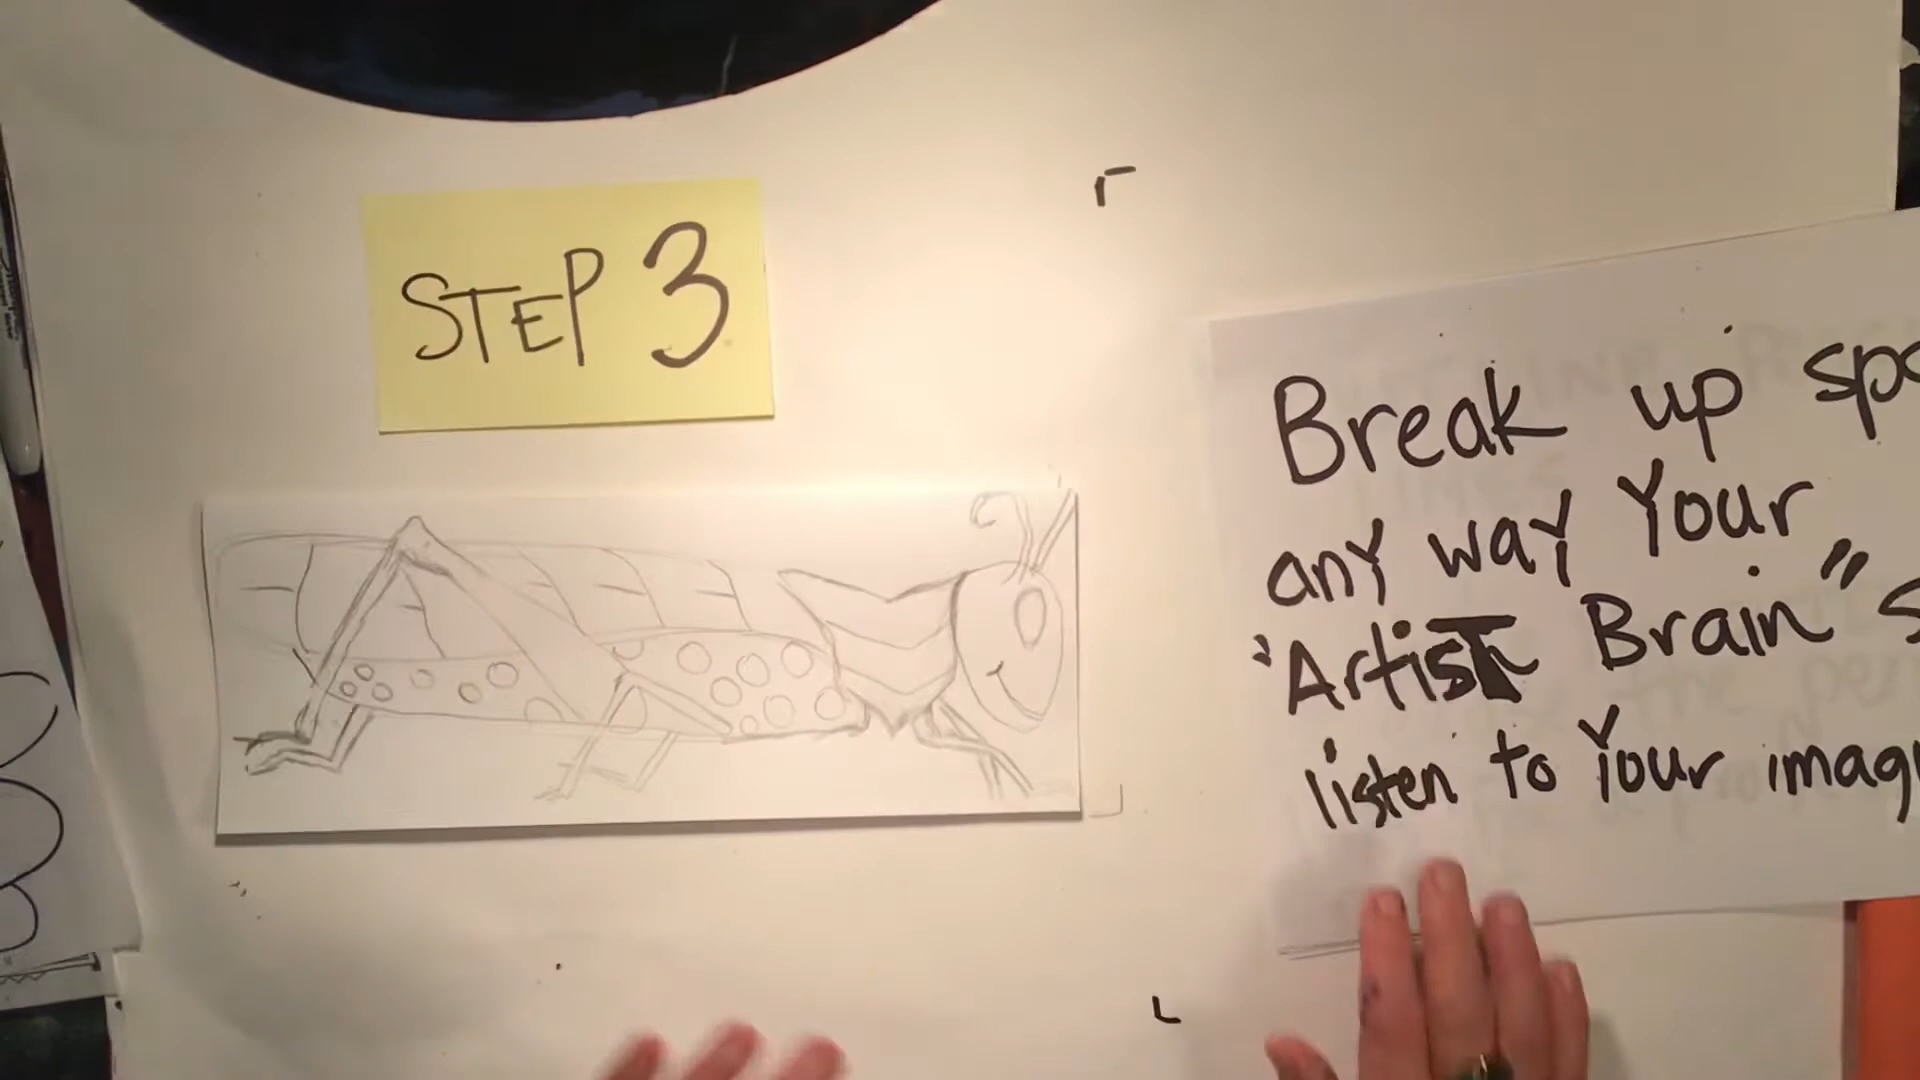 STEP 3
Break up
any way Your
"Artist Brain"
listen to Your